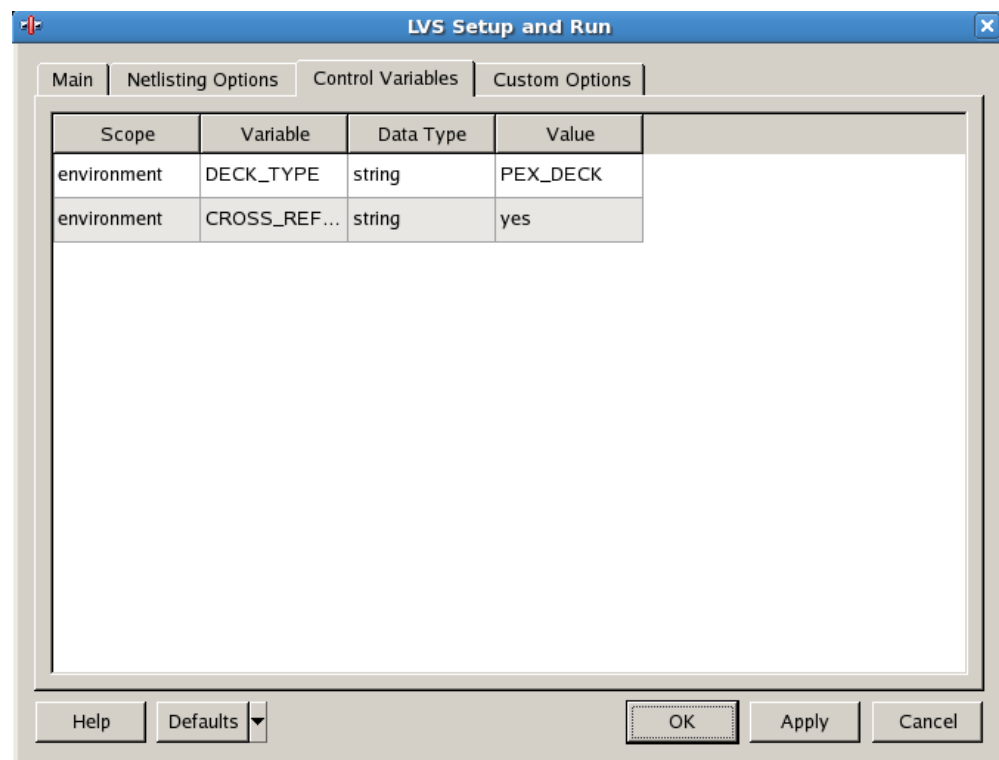 LVS Setup and Run
Main Netlisting Options Control Variables Custom Options
Scope Variable Data Type Value
environment DECK_TYPE string PEX_DECK
environment CROSS_REF... string yes
Help Defaults OK Apply Cancel